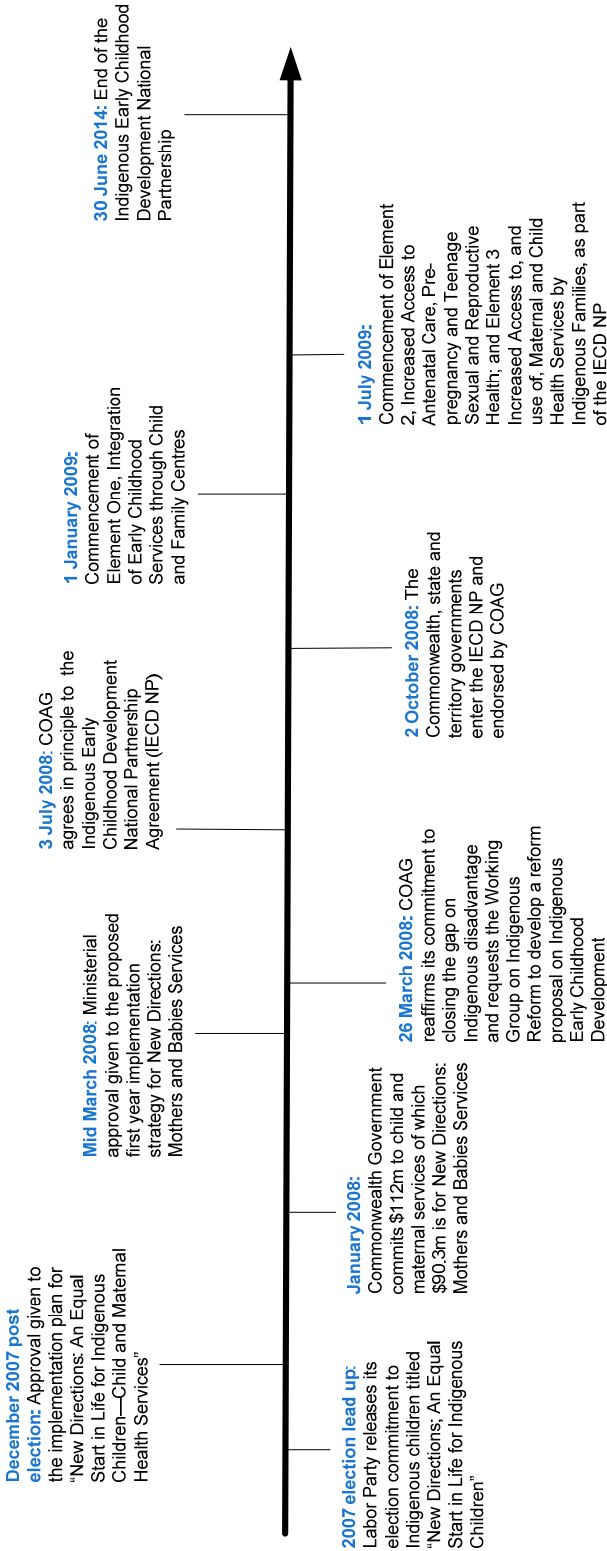 December 2007 post
election: Approval given to
the implementation plan for
“New Directions: An Equal
Start in Life for Indigenous
Children—Child and Maternal
Health Services”
Mid March 2008: Ministerial
approval given to the proposed
first year implementation
strategy for New Directions:
Mothers and Babies Services
3 July 2008: COAG
agrees in principle to the
Indigenous Early
Childhood Development
National Partnership
Agreement (IECD NP)
1 January 2009:
Commencement of
Element One, Integration
of Early Childhood
Services through Child
and Family Centres
30 June 2014: End of the
Indigenous Early Childhood
Development National
Partnership
2007 election lead up:
Labor Party releases its
election commitment to
Indigenous children titled
“New Directions; An Equal
Start in Life for Indigenous
Children”
January 2008:
Commonwealth Government
commits $112m to child and
maternal services of which
$90.3m is for New Directions:
Mothers and Babies Services
26 March 2008: COAG
reaffirms its commitment to
closing the gap on
Indigenous disadvantage
and requests the Working
Group on Indigenous
Reform to develop a reform
proposal on Indigenous
Early Childhood
Development
2 October 2008: The
Commonwealth, state and
territory governments
enter the IECD NP and
endorsed by COAG
1 July 2009:
Commencement of Element
2, Increased Access to
Antenatal Care, Pre-
pregnancy and Teenage
Sexual and Reproductive
Health; and Element 3
Increased Access to, and
use of, Maternal and Child
Health Services by
Indigenous Families, as part
of the IECD NP